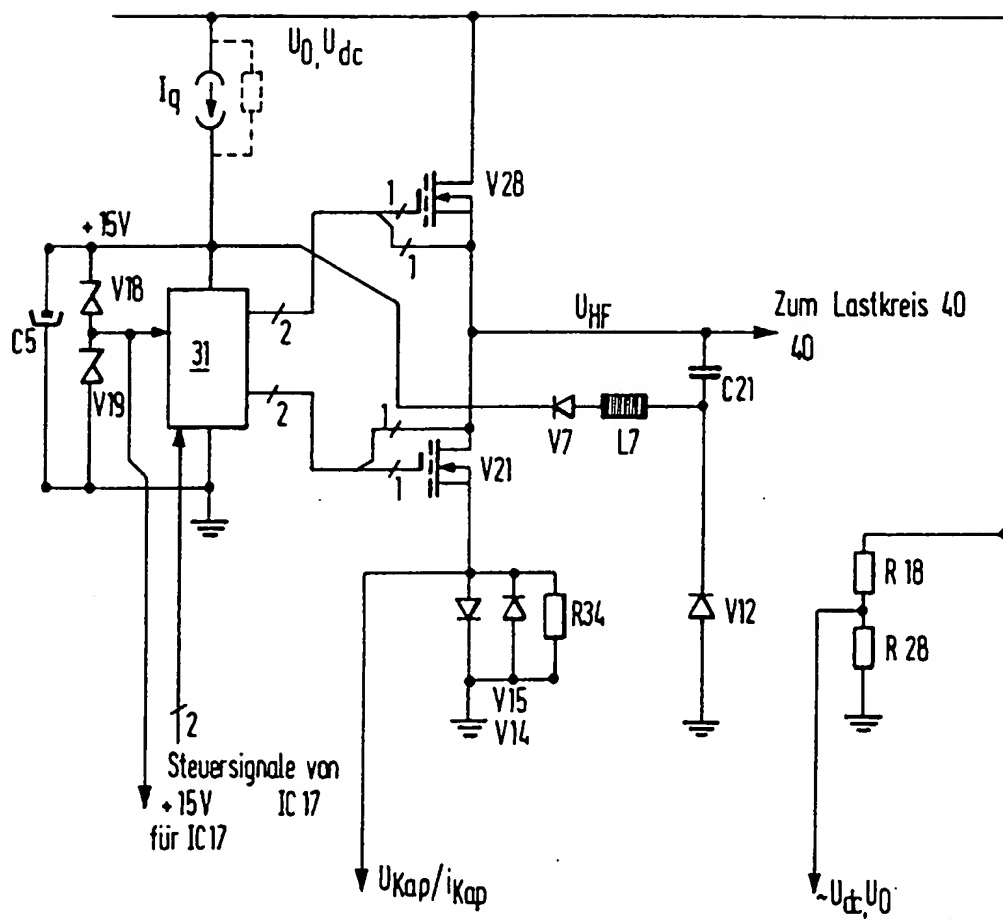 U0, Udc
Iq
V28
1
+15V
1
V18
Zum Lastkreis 40
UHF
40
2
C5
31
C21
V19
2
1
V7
L7
V21
1
R 18
R34
V12
R 28
V15
V14
2
Steuersignale von
IC 17
+15V
für IC17
UKap/iKap
~Udc,U0